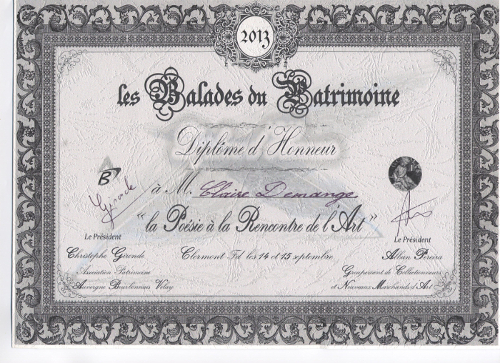 2013
les Balades du Patrimoine
Diplôme d'Honneur
à M. Claire Demange
"la Poësie à la Rencontre de l'Art"
B
Gironde
Le Président
Christophe Gironde
Association Patrimoine
Auvergne Bourbonnais Velay
Clermont Fd les 14 et 15 septembre
Le Président
Alban Pereira
Groupement de Collectionneurs
et Nouveaux Marchands d'Art